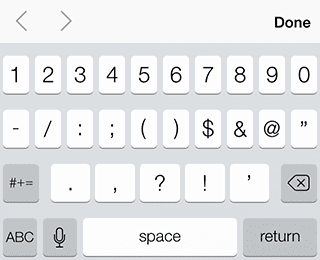 Done
1 2 3 4 5 6 7 8 9 0
- / : ; ( ) $ & @ ”
#+= . , ? ! ’
ABC space return